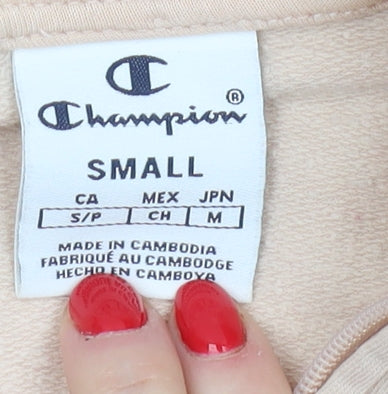 Champion®
SMALL
CA MEX JPN
S/P CH M
MADE IN CAMBODIA
FABRIQUÉ AU CAMBODGE
HECHO EN CAMBOYA